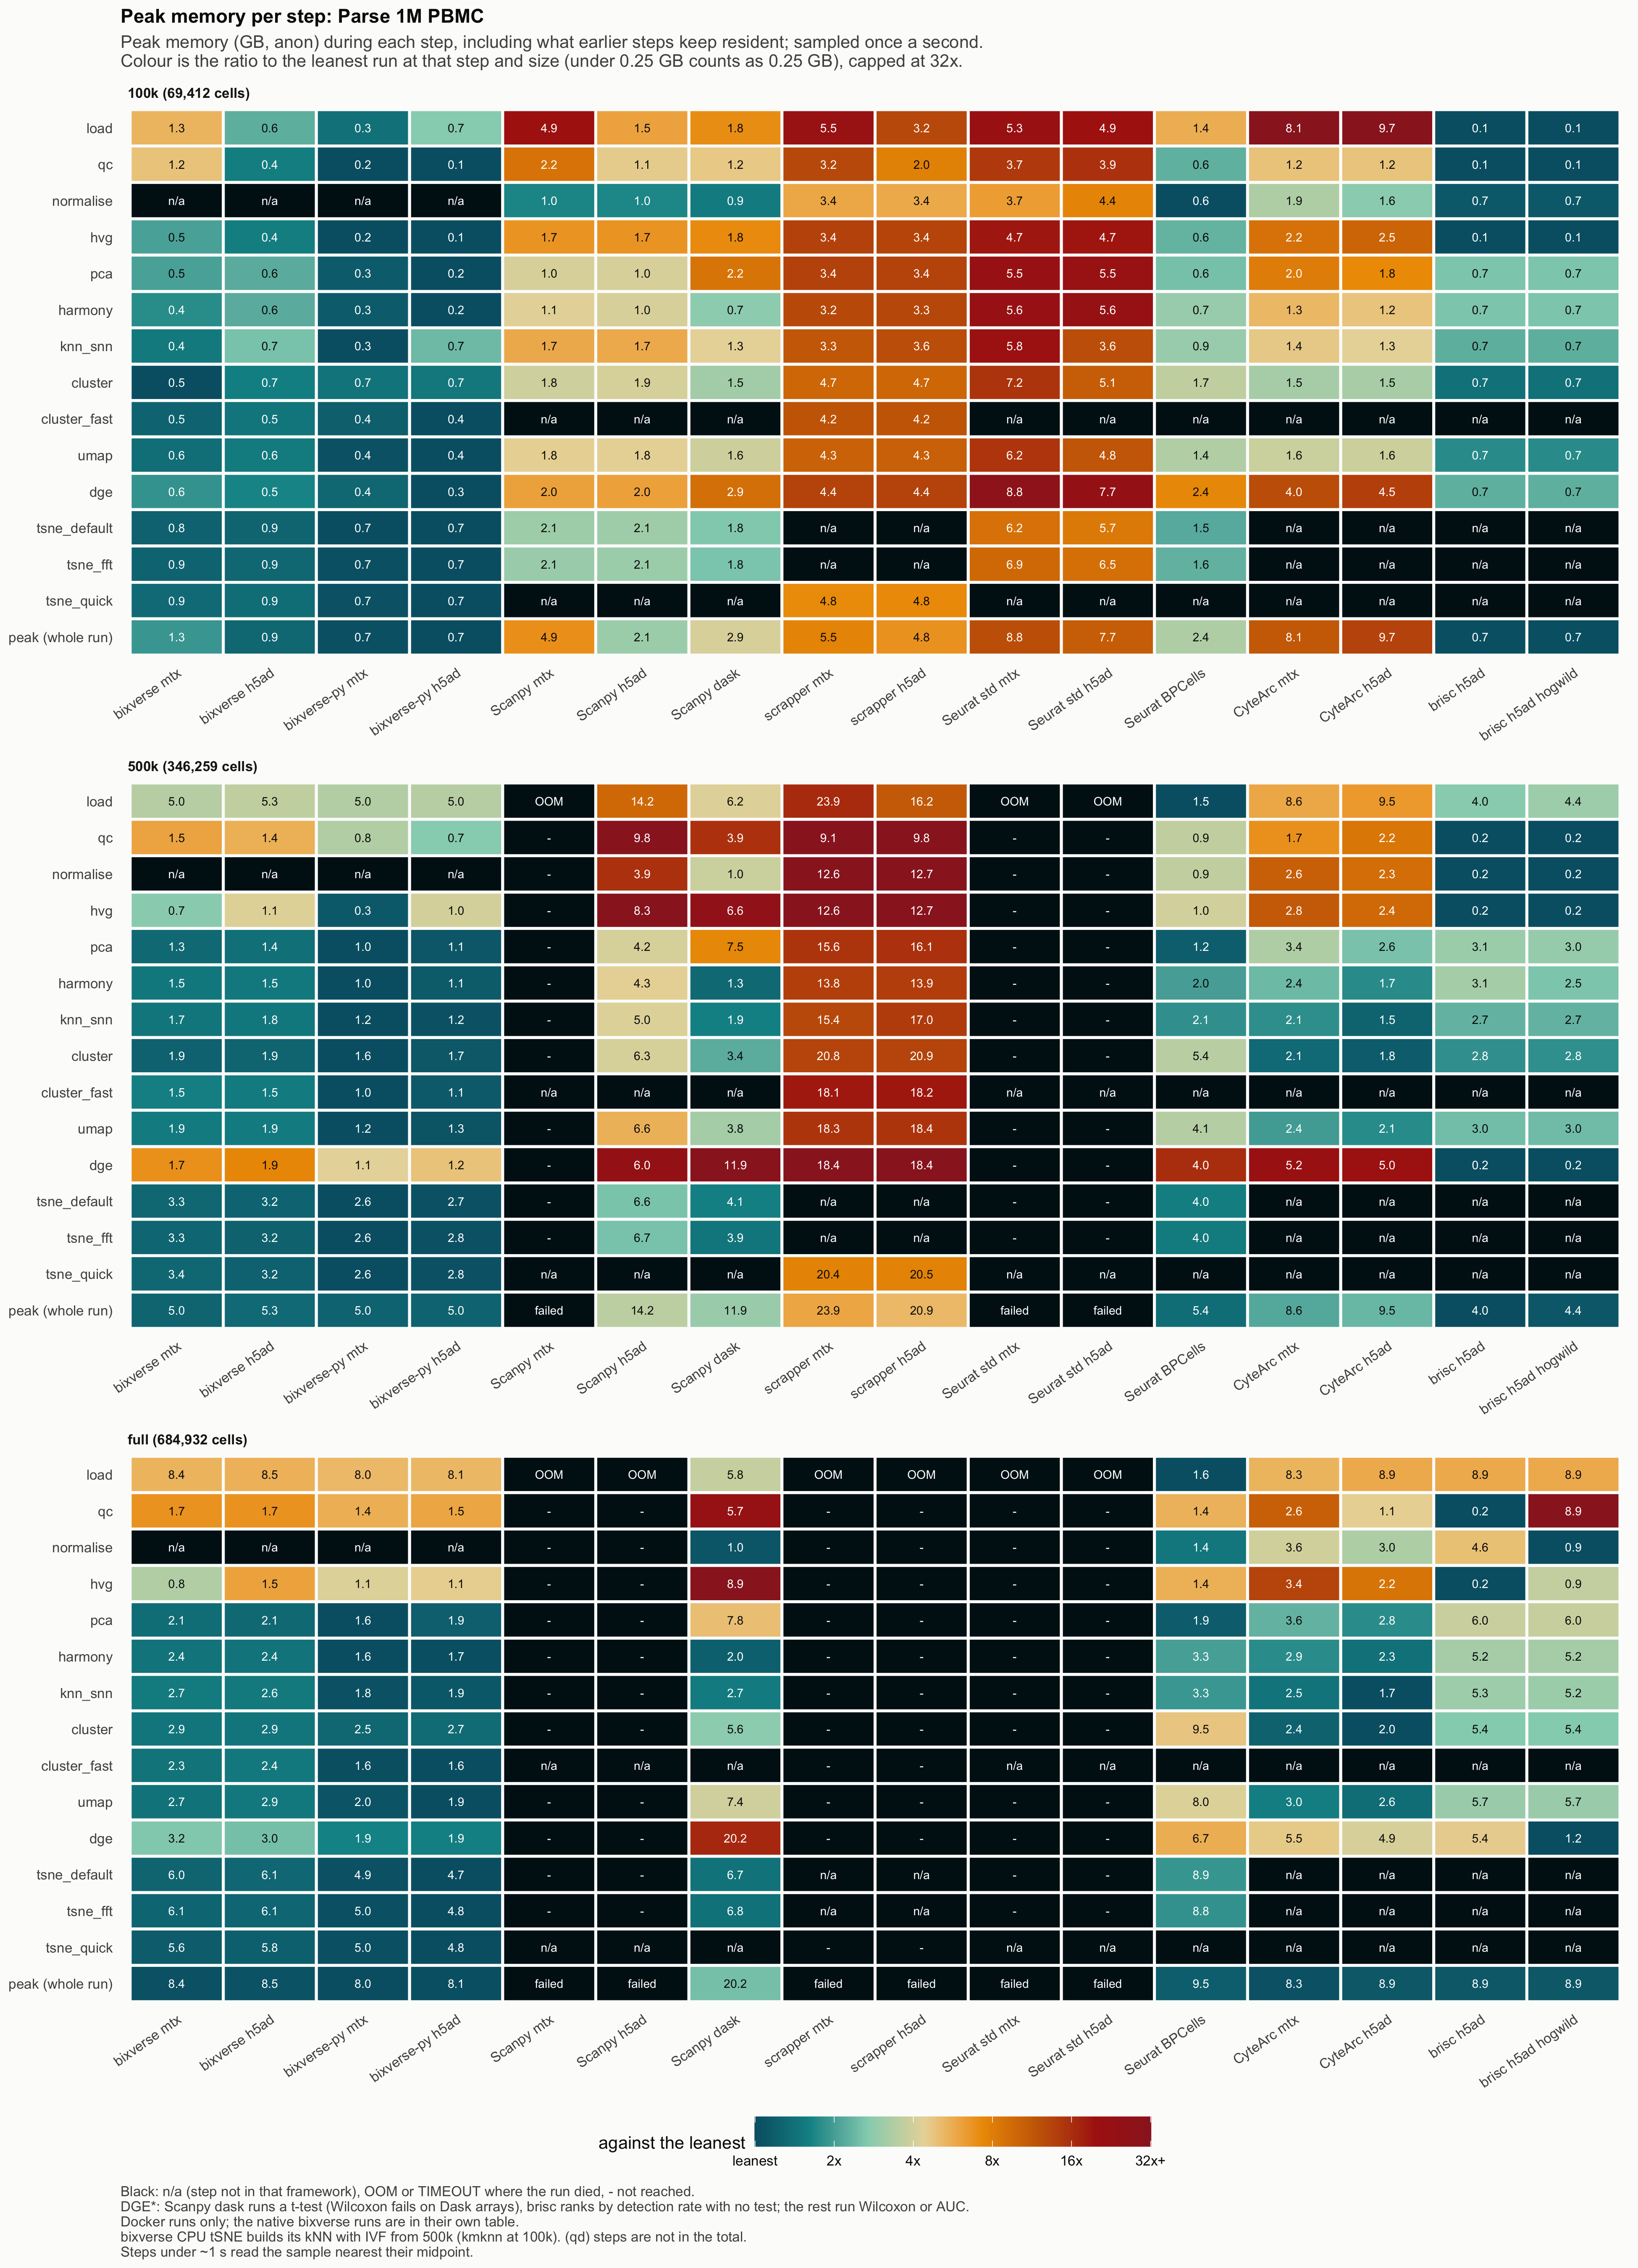 Peak memory per step: Parse 1M PBMC
Peak memory (GB, anon) during each step, including what earlier steps keep resident; sampled once a second.
Colour is the ratio to the leanest run at that step and size (under 0.25 GB counts as 0.25 GB), capped at 32x.
100k (69,412 cells)
load 1.3 0.6 0.3 0.7 4.9 1.5 1.8 5.5 3.2 5.3 4.9 1.4 8.1 9.7 0.1 0.1
qc 1.2 0.4 0.2 0.1 2.2 1.1 1.2 3.2 2.0 3.7 3.9 0.6 1.2 1.2 0.1 0.1
normalise n/a n/a n/a n/a 1.0 1.0 0.9 3.4 3.4 3.7 4.4 0.6 1.9 1.6 0.7 0.7
hvg 0.5 0.4 0.2 0.1 1.7 1.7 1.8 3.4 3.4 4.7 4.7 0.6 2.2 2.5 0.1 0.1
pca 0.5 0.6 0.3 0.2 1.0 1.0 2.2 3.4 3.4 5.5 5.5 0.6 2.0 1.8 0.7 0.7
harmony 0.4 0.6 0.3 0.2 1.1 1.0 0.7 3.2 3.3 5.6 5.6 0.7 1.3 1.2 0.7 0.7
knn_snn 0.4 0.7 0.3 0.7 1.7 1.7 1.3 3.3 3.6 5.8 3.6 0.9 1.4 1.3 0.7 0.7
cluster 0.5 0.7 0.7 0.7 1.8 1.9 1.5 4.7 4.7 7.2 5.1 1.7 1.5 1.5 0.7 0.7
cluster_fast 0.5 0.5 0.4 0.4 n/a n/a n/a 4.2 4.2 n/a n/a n/a n/a n/a n/a n/a
umap 0.6 0.6 0.4 0.4 1.8 1.8 1.6 4.3 4.3 6.2 4.8 1.4 1.6 1.6 0.7 0.7
dge 0.6 0.5 0.4 0.3 2.0 2.0 2.9 4.4 4.4 8.8 7.7 2.4 4.0 4.5 0.7 0.7
tsne_default 0.8 0.9 0.7 0.7 2.1 2.1 1.8 n/a n/a 6.2 5.7 1.5 n/a n/a n/a n/a
tsne_fft 0.9 0.9 0.7 0.7 2.1 2.1 1.8 n/a n/a 6.9 6.5 1.6 n/a n/a n/a n/a
tsne_quick 0.9 0.9 0.7 0.7 n/a n/a n/a 4.8 4.8 n/a n/a n/a n/a n/a n/a n/a
peak (whole run) 1.3 0.9 0.7 0.7 4.9 2.1 2.9 5.5 4.8 8.8 7.7 2.4 8.1 9.7 0.7 0.7
bixverse mtx bixverse h5ad bixverse-py mtx bixverse-py h5ad Scanpy mtx Scanpy h5ad Scanpy dask scrapper mtx scrapper h5ad Seurat std mtx Seurat std h5ad Seurat BPCells CyteArc mtx CyteArc h5ad brisc h5ad brisc h5ad hogwild
500k (346,259 cells)
load 5.0 5.3 5.0 5.0 OOM 14.2 6.2 23.9 16.2 OOM OOM 1.5 8.6 9.5 4.0 4.4
qc 1.5 1.4 0.8 0.7 - 9.8 3.9 9.1 9.8 - - 0.9 1.7 2.2 0.2 0.2
normalise n/a n/a n/a n/a - 3.9 1.0 12.6 12.7 - - 0.9 2.6 2.3 0.2 0.2
hvg 0.7 1.1 0.3 1.0 - 8.3 6.6 12.6 12.7 - - 1.0 2.8 2.4 0.2 0.2
pca 1.3 1.4 1.0 1.1 - 4.2 7.5 15.6 16.1 - - 1.2 3.4 2.6 3.1 3.0
harmony 1.5 1.5 1.0 1.1 - 4.3 1.3 13.8 13.9 - - 2.0 2.4 1.7 3.1 2.5
knn_snn 1.7 1.8 1.2 1.2 - 5.0 1.9 15.4 17.0 - - 2.1 2.1 1.5 2.7 2.7
cluster 1.9 1.9 1.6 1.7 - 6.3 3.4 20.8 20.9 - - 5.4 2.1 1.8 2.8 2.8
cluster_fast 1.5 1.5 1.0 1.1 n/a n/a n/a 18.1 18.2 n/a n/a n/a n/a n/a n/a n/a
umap 1.9 1.9 1.2 1.3 - 6.6 3.8 18.3 18.4 - - 4.1 2.4 2.1 3.0 3.0
dge 1.7 1.9 1.1 1.2 - 6.0 11.9 18.4 18.4 - - 4.0 5.2 5.0 0.2 0.2
tsne_default 3.3 3.2 2.6 2.7 - 6.6 4.1 n/a n/a - - 4.0 n/a n/a n/a n/a
tsne_fft 3.3 3.2 2.6 2.8 - 6.7 3.9 n/a n/a - - 4.0 n/a n/a n/a n/a
tsne_quick 3.4 3.2 2.6 2.8 n/a n/a n/a 20.4 20.5 n/a n/a n/a n/a n/a n/a n/a
peak (whole run) 5.0 5.3 5.0 5.0 failed 14.2 11.9 23.9 20.9 failed failed 5.4 8.6 9.5 4.0 4.4
bixverse mtx bixverse h5ad bixverse-py mtx bixverse-py h5ad Scanpy mtx Scanpy h5ad Scanpy dask scrapper mtx scrapper h5ad Seurat std mtx Seurat std h5ad Seurat BPCells CyteArc mtx CyteArc h5ad brisc h5ad brisc h5ad hogwild
full (684,932 cells)
load 8.4 8.5 8.0 8.1 OOM OOM 5.8 OOM OOM OOM OOM 1.6 8.3 8.9 8.9 8.9
qc 1.7 1.7 1.4 1.5 - - 5.7 - - - - 1.4 2.6 1.1 0.2 8.9
normalise n/a n/a n/a n/a - - 1.0 - - - - 1.4 3.6 3.0 4.6 0.9
hvg 0.8 1.5 1.1 1.1 - - 8.9 - - - - 1.4 3.4 2.2 0.2 0.9
pca 2.1 2.1 1.6 1.9 - - 7.8 - - - - 1.9 3.6 2.8 6.0 6.0
harmony 2.4 2.4 1.6 1.7 - - 2.0 - - - - 3.3 2.9 2.3 5.2 5.2
knn_snn 2.7 2.6 1.8 1.9 - - 2.7 - - - - 3.3 2.5 1.7 5.3 5.2
cluster 2.9 2.9 2.5 2.7 - - 5.6 - - - - 9.5 2.4 2.0 5.4 5.4
cluster_fast 2.3 2.4 1.6 1.6 n/a n/a n/a - - n/a n/a n/a n/a n/a n/a n/a
umap 2.7 2.9 2.0 1.9 - - 7.4 - - - - 8.0 3.0 2.6 5.7 5.7
dge 3.2 3.0 1.9 1.9 - - 20.2 - - - - 6.7 5.5 4.9 5.4 1.2
tsne_default 6.0 6.1 4.9 4.7 - - 6.7 n/a n/a - - 8.9 n/a n/a n/a n/a
tsne_fft 6.1 6.1 5.0 4.8 - - 6.8 n/a n/a - - 8.8 n/a n/a n/a n/a
tsne_quick 5.6 5.8 5.0 4.8 n/a n/a n/a - - n/a n/a n/a n/a n/a n/a n/a
peak (whole run) 8.4 8.5 8.0 8.1 failed failed 20.2 failed failed failed failed 9.5 8.3 8.9 8.9 8.9
bixverse mtx bixverse h5ad bixverse-py mtx bixverse-py h5ad Scanpy mtx Scanpy h5ad Scanpy dask scrapper mtx scrapper h5ad Seurat std mtx Seurat std h5ad Seurat BPCells CyteArc mtx CyteArc h5ad brisc h5ad brisc h5ad hogwild
against the leanest
leanest 2x 4x 8x 16x 32x+
Black: n/a (step not in that framework), OOM or TIMEOUT where the run died, - not reached.
DGE*: Scanpy dask runs a t-test (Wilcoxon fails on Dask arrays), brisc ranks by detection rate with no test; the rest run Wilcoxon or AUC.
Docker runs only; the native bixverse runs are in their own table.
bixverse CPU tSNE builds its kNN with IVF from 500k (kmknn at 100k). (qd) steps are not in the total.
Steps under ~1 s read the sample nearest their midpoint.